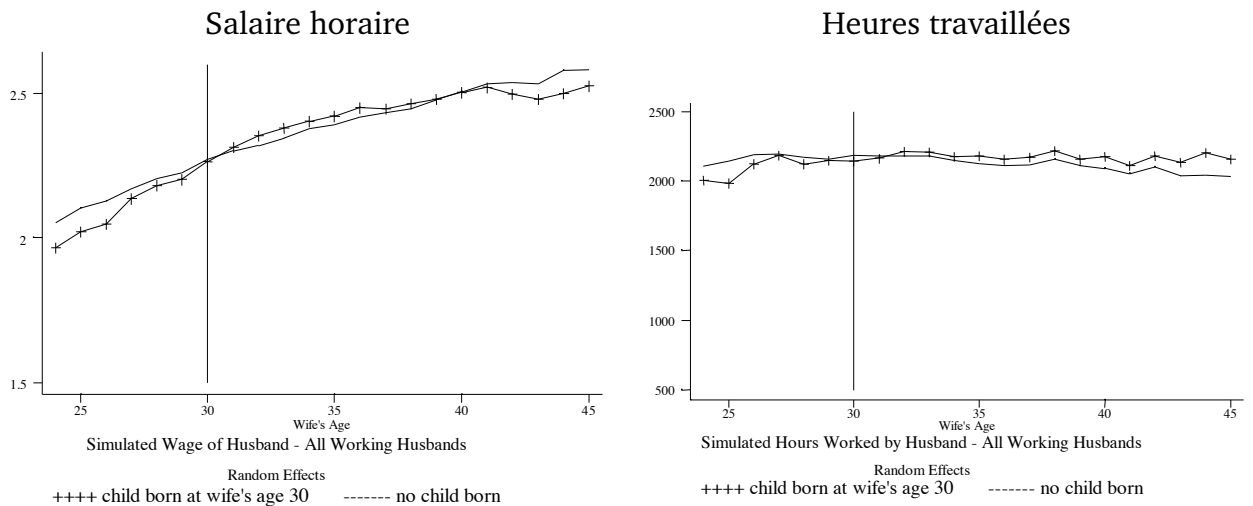 Salaire horaire
2.5
2
1.5
25 30 35 40 45
Wife's Age
Simulated Wage of Husband - All Working Husbands
Random Effects
++++ child born at wife's age 30 ------- no child born
Heures travaillées
2500
2000
1500
1000
500
25 30 35 40 45
Wife's Age
Simulated Hours Worked by Husband - All Working Husbands
Random Effects
++++ child born at wife's age 30 ------- no child born